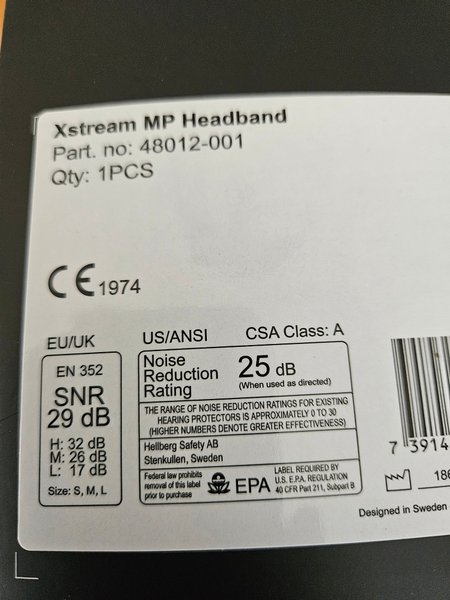 Xstream MP Headband
Part. no: 48012-001
Qty: 1PCS
CE 1974
EU/UK
EN 352
SNR
29 dB
H: 32 dB
M: 26 dB
L: 17 dB
Size: S, M, L
US/ANSI CSA Class: A
Noise
Reduction
Rating
25 dB
(When used as directed)
THE RANGE OF NOISE REDUCTION RATINGS FOR EXISTING
HEARING PROTECTORS IS APPROXIMATELY 0 TO 30
(HIGHER NUMBERS DENOTE GREATER EFFECTIVENESS)
Hellberg Safety AB
Stenkullen, Sweden
Federal law prohibits
removal of this label
prior to purchase
EPA
LABEL REQUIRED BY
U.S. E.P.A. REGULATION
40 CFR Part 211, Subpart B
7 3914
186
Designed in Sweden